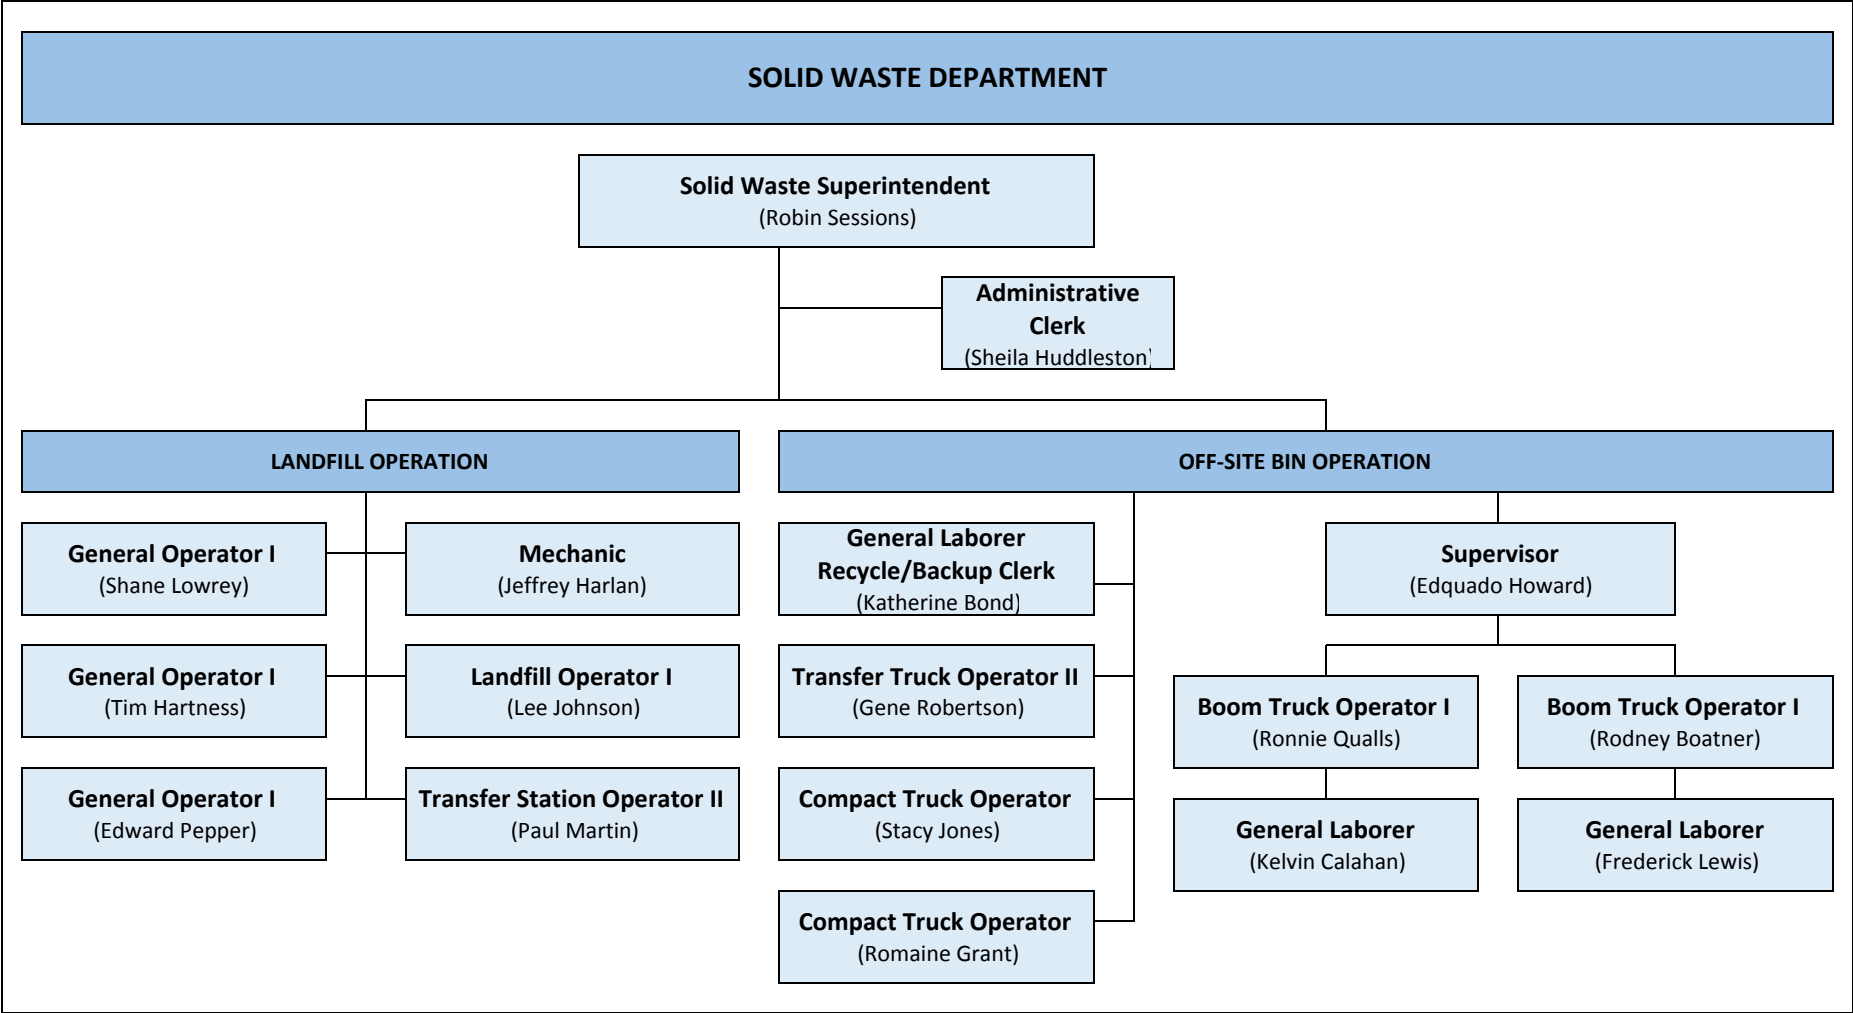 SOLID WASTE DEPARTMENT
Solid Waste Superintendent
(Robin Sessions)
Administrative
Clerk
(Sheila Huddleston)
LANDFILL OPERATION
General Operator I
(Shane Lowrey)
Mechanic
(Jeffrey Harlan)
General Operator I
(Tim Hartness)
Landfill Operator I
(Lee Johnson)
General Operator I
(Edward Pepper)
Transfer Station Operator II
(Paul Martin)
OFF-SITE BIN OPERATION
General Laborer
Recycle/Backup Clerk
(Katherine Bond)
Transfer Truck Operator II
(Gene Robertson)
Compact Truck Operator
(Stacy Jones)
Compact Truck Operator
(Romaine Grant)
Supervisor
(Edquado Howard)
Boom Truck Operator I
(Ronnie Qualls)
General Laborer
(Kelvin Calahan)
Boom Truck Operator I
(Rodney Boatner)
General Laborer
(Frederick Lewis)